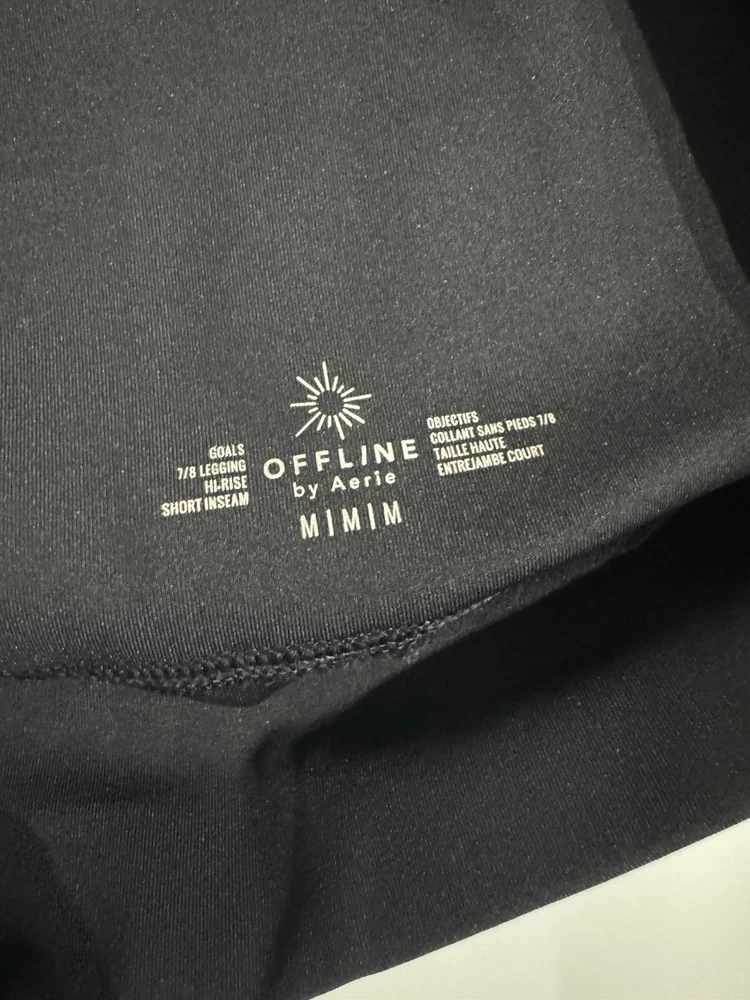 GOALS
7/8 LEGGING
HI-RISE
SHORT INSEAM
OFFLINE
by Aerie
M|M|M
OBJECTIFS
COLLANT SANS PIEDS 7/8
TAILLE HAUTE
ENTREJAMBE COURT